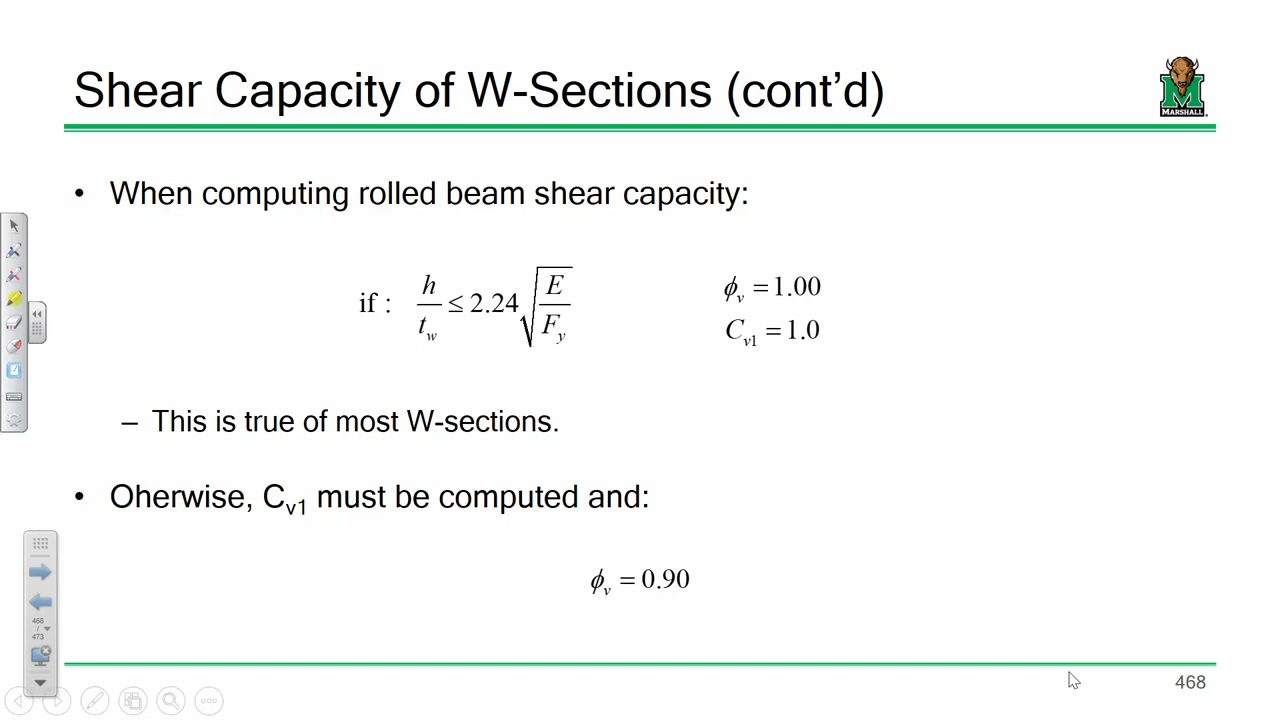 Shear Capacity of W-Sections (cont'd)
MARSHALL
• When computing rolled beam shear capacity:
if : h/t_w ≤ 2.24√(E/F_y)
ϕ_v = 1.00
C_v1 = 1.0
– This is true of most W-sections.
• Oherwise, C_v1 must be computed and:
ϕ_v = 0.90
468
/
473
468